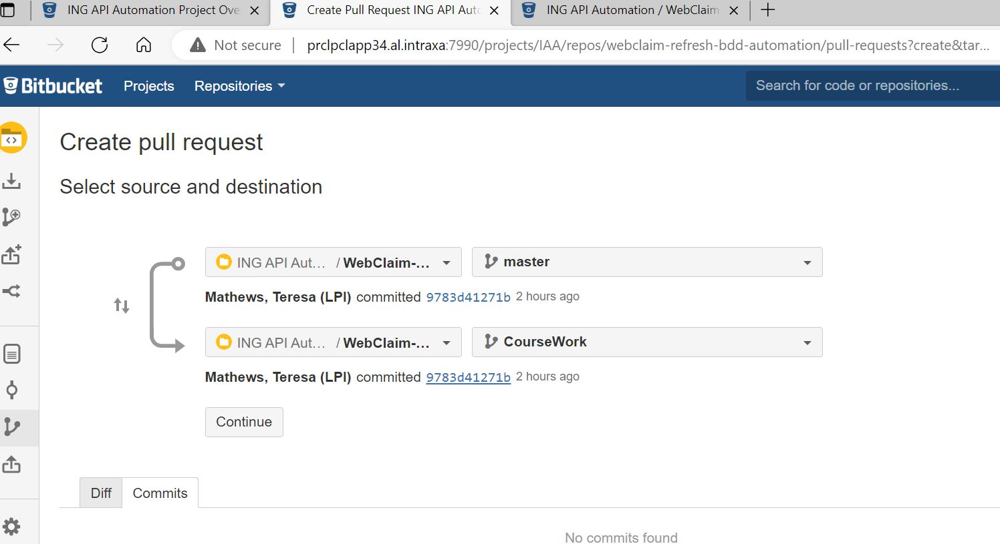 ING API Automation Project Ove
Create Pull Request ING API Auto
ING API Automation / WebClaim
Not secure
prclpclapp34.al.intraxa:7990/projects/IAA/repos/webclaim-refresh-bdd-automation/pull-requests?create&tar...
Bitbucket
Projects
Repositories
Search for code or repositories...
Create pull request
Select source and destination
ING API Aut... / WebClaim-...
master
Mathews, Teresa (LPI) committed 9783d41271b 2 hours ago
ING API Aut... / WebClaim-...
CourseWork
Mathews, Teresa (LPI) committed 9783d41271b 2 hours ago
Continue
Diff
Commits
No commits found